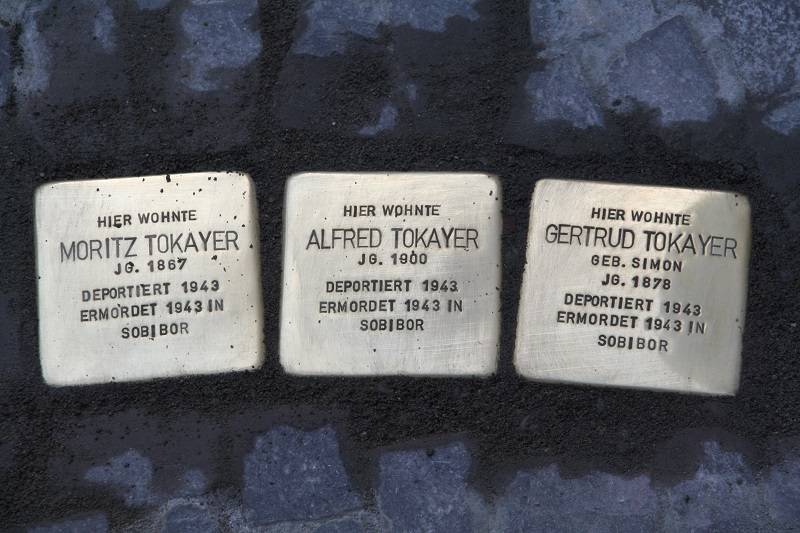 HIER WOHNTE
MORITZ TOKAYER
JG. 1867
DEPORTIERT 1943
ERMORDET 1943 IN
SOBIBOR
HIER WOHNTE
ALFRED TOKAYER
JG. 1900
DEPORTIERT 1943
ERMORDET 1943 IN
SOBIBOR
HIER WOHNTE
GERTRUD TOKAYER
GEB. SIMON
JG. 1878
DEPORTIERT 1943
ERMORDET 1943 IN
SOBIBOR